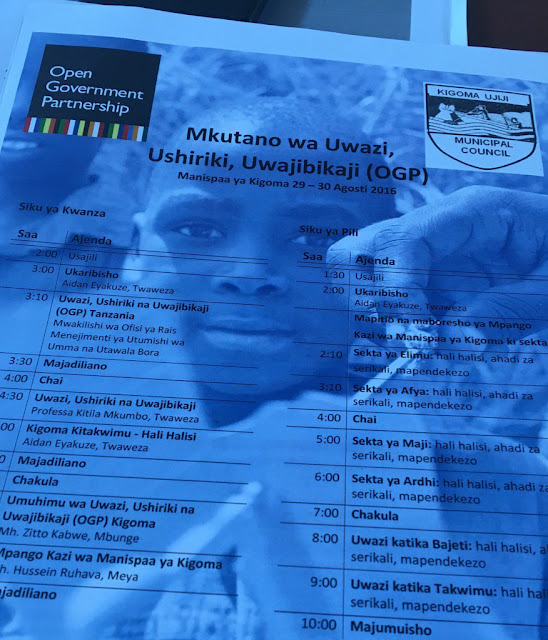 Open
Government
Partnership
KIGOMA UJIJI
MUNICIPAL
COUNCIL
Mkutano wa Uwazi,
Ushiriki, Uwajibikaji (OGP)
Manispaa ya Kigoma 29 – 30 Agosti 2016
Siku ya Kwanza
Saa Ajenda
2:00 Usajili
3:00 Ukaribisho
Aidan Eyakuze, Twaweza
3:10 Uwazi, Ushiriki na Uwajibikaji
(OGP) Tanzania
Mwakilishi wa Ofisi ya Rais
Menejimenti ya Utumishi wa
Umma na Utawala Bora
3:30 Majadiliano
4:00 Chai
4:30 Uwazi, Ushiriki na Uwajibikaji
Professa Kitila Mkumbo, Twaweza
00 Kigoma Kitakwimu - Hali Halisi
Aidan Eyakuze, Twaweza
0 Majadiliano
Chakula
Umuhimu wa Uwazi, Ushiriki na
Uwajibikaji (OGP) Kigoma
Mh. Zitto Kabwe, Mbunge
Mpango Kazi wa Manispaa ya Kigoma
h. Hussein Ruhava, Meya
ajadiliano
Siku ya Pili
Saa Ajenda
1:30 Usajili
2:00 Ukaribisho
Aidan Eyakuze, Twaweza
Mapitio na maboresho ya Mpango
Kazi wa Manispaa ya Kigoma ki sekta
2:10 Sekta ya Elimu: hali halisi, ahadi za
serikali, mapendekezo
3:10 Sekta ya Afya: hali halisi, ahadi za
serikali, mapendekezo
4:00 Chai
5:00 Sekta ya Maji: hali halisi, ahadi za
serikali, mapendekezo
6:00 Sekta ya Ardhi: hali halisi, ahadi za
serikali, mapendekezo
7:00 Chakula
8:00 Uwazi katika Bajeti: hali halisi, a
serikali, mapendekezo
9:00 Uwazi katika Takwimu: hali hali
serikali, mapendekezo
10:00 Majumuisho